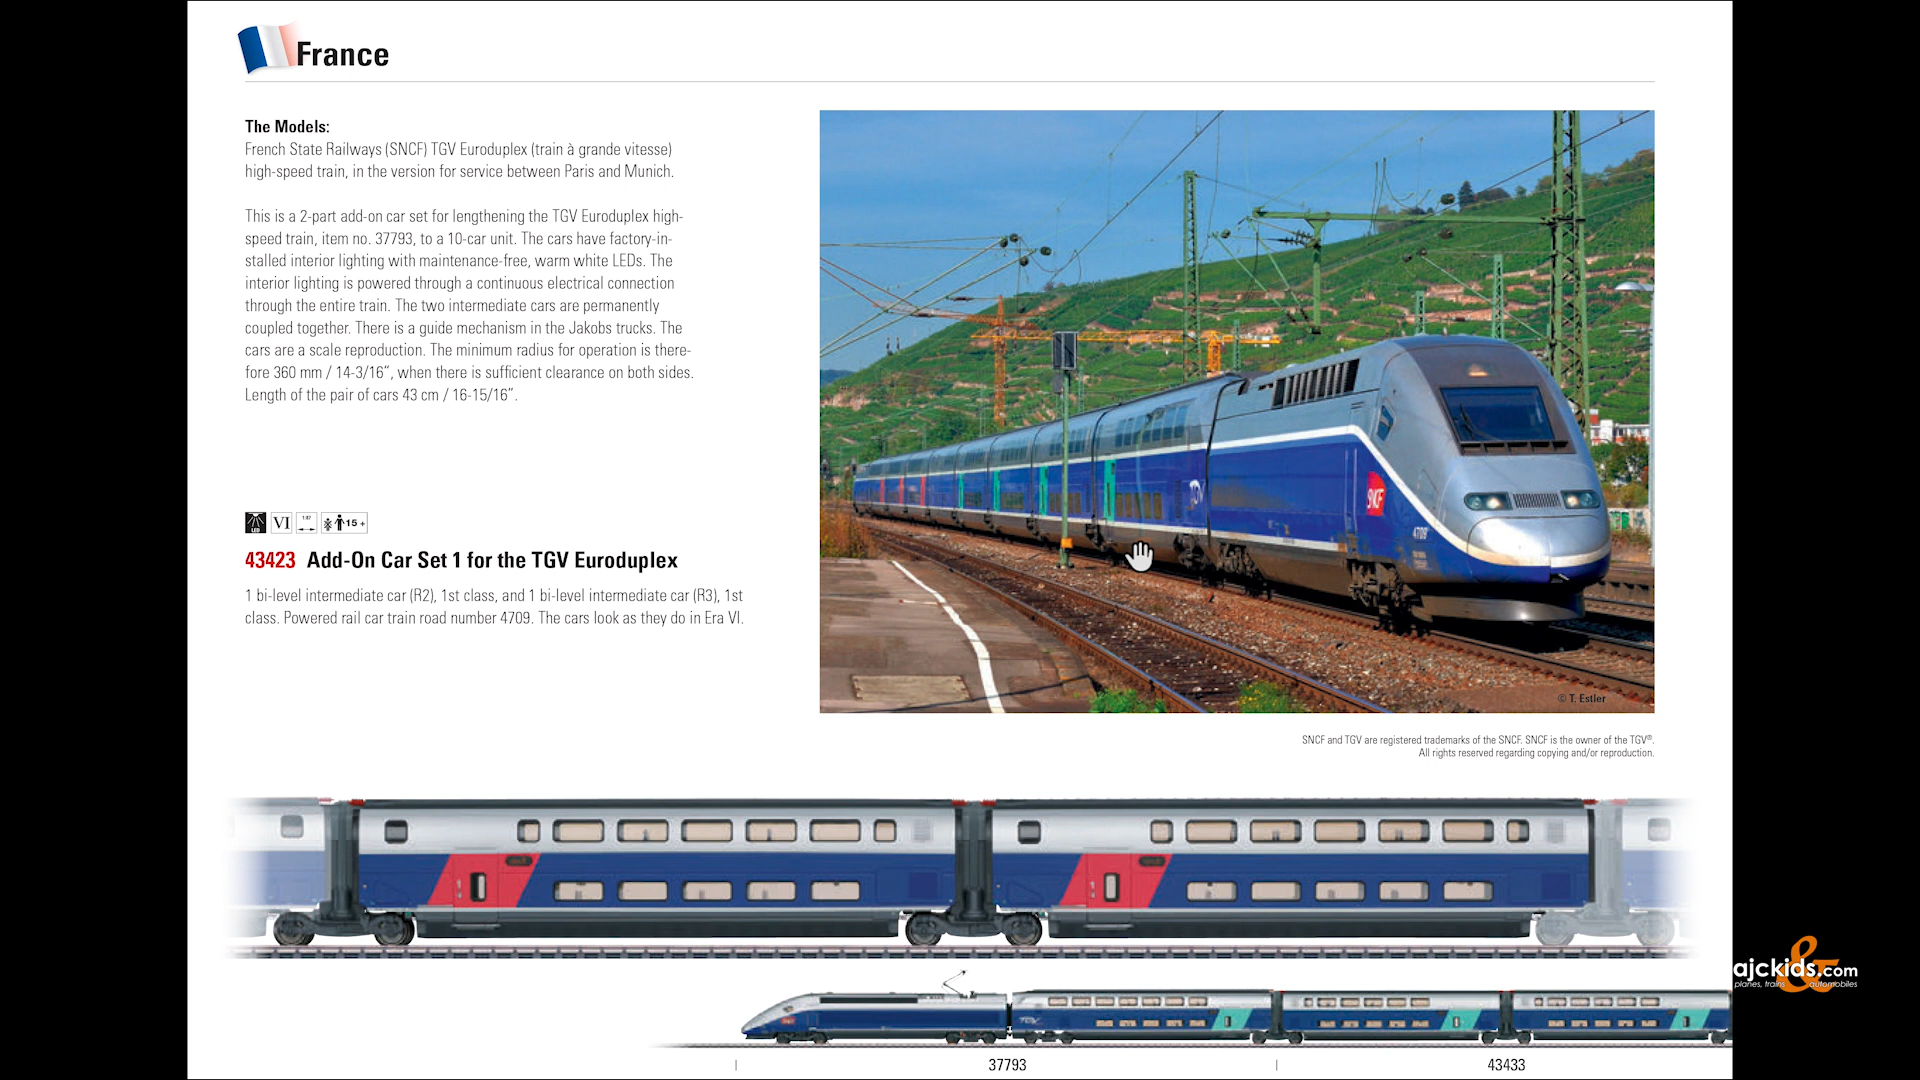 France
The Models:
French State Railways (SNCF) TGV Euroduplex (train à grande vitesse)
high-speed train, in the version for service between Paris and Munich.
This is a 2-part add-on car set for lengthening the TGV Euroduplex high-
speed train, item no. 37793, to a 10-car unit. The cars have factory-in-
stalled interior lighting with maintenance-free, warm white LEDs. The
interior lighting is powered through a continuous electrical connection
through the entire train. The two intermediate cars are permanently
coupled together. There is a guide mechanism in the Jakobs trucks. The
cars are a scale reproduction. The minimum radius for operation is there-
fore 360 mm / 14-3/16”, when there is sufficient clearance on both sides.
Length of the pair of cars 43 cm / 16-15/16”.
LED VI 1:87 15 +
43423 Add-On Car Set 1 for the TGV Euroduplex
1 bi-level intermediate car (R2), 1st class, and 1 bi-level intermediate car (R3), 1st
class. Powered rail car train road number 4709. The cars look as they do in Era VI.
TGV
SNCF
4709
© T. Estler
SNCF and TGV are registered trademarks of the SNCF. SNCF is the owner of the TGV®.
All rights reserved regarding copying and/or reproduction.
ajckids.com
planes, trains & automobiles
TGV
37793
43433